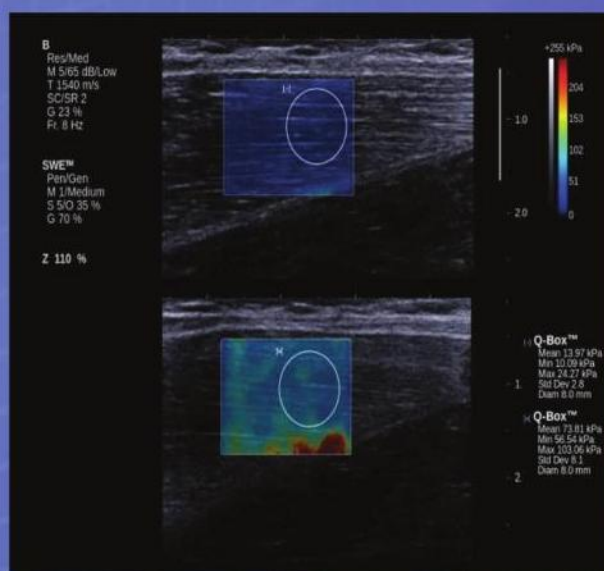 B
Res/Med
M 5/65 dB/Low
T 1540 m/s
SC/SR 2
G 23 %
Fr. 8 Hz
SWE™
Pen/Gen
M 1/Medium
S 5/O 35 %
G 70 %
Z 110 %
+255 kPa
204
153
102
51
0
1.0
2.0
1.
2.
Q-Box™
Mean 13.97 kPa
Min 10.09 kPa
Max 24.27 kPa
Std Dev 2.8
Diam 8.0 mm
Q-Box™
Mean 73.81 kPa
Min 56.54 kPa
Max 103.06 kPa
Std Dev 8.1
Diam 8.0 mm